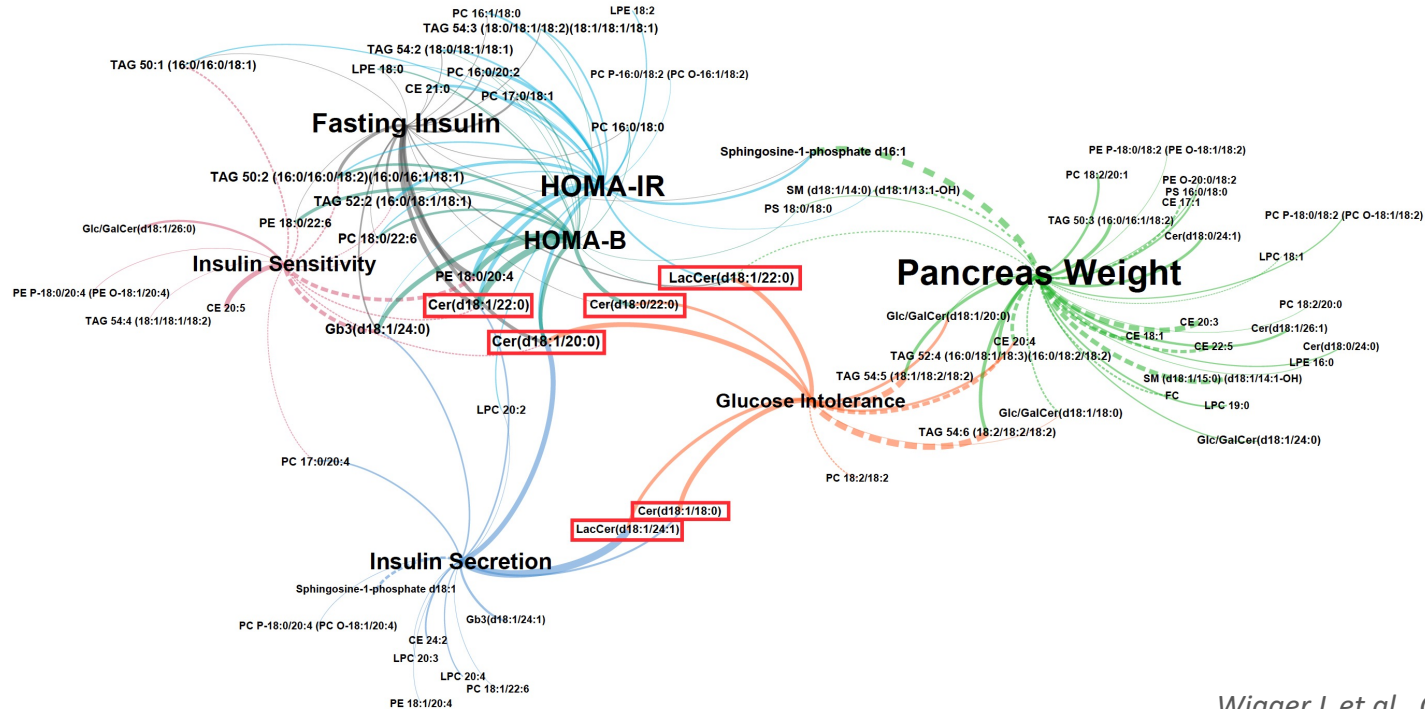 PC 16:1/18:0
LPE 18:2
TAG 54:3 (18:0/18:1/18:2)(18:1/18:1/18:1)
TAG 54:2 (18:0/18:1/18:1)
TAG 50:1 (16:0/16:0/18:1)
LPE 18:0
PC 16:0/20:2
PC P-16:0/18:2 (PC O-16:1/18:2)
CE 21:0
PC 17:0/18:1
Fasting Insulin
PC 16:0/18:0
Sphingosine-1-phosphate d16:1
PE P-18:0/18:2 (PE O-18:1/18:2)
TAG 50:2 (16:0/16:0/18:2)(16:0/16:1/18:1)
HOMA-IR
SM (d18:1/14:0) (d18:1/13:1-OH)
PC 18:2/20:1
PE O-20:0/18:2
PS 16:0/18:0
CE 17:1
TAG 52:2 (16:0/18:1/18:1)
PS 18:0/18:0
TAG 50:3 (16:0/16:1/18:2)
PC P-18:0/18:2 (PC O-18:1/18:2)
Glc/GalCer(d18:1/26:0)
PE 18:0/22:6
PC 18:0/22:6
HOMA-B
Cer(d18:0/24:1)
Insulin Sensitivity
LPC 18:1
PE 18:0/20:4
LacCer(d18:1/22:0)
Pancreas Weight
PE P-18:0/20:4 (PE O-18:1/20:4)
CE 20:5
Cer(d18:1/22:0)
Cer(d18:0/22:0)
PC 18:2/20:0
TAG 54:4 (18:1/18:1/18:2)
Gb3(d18:1/24:0)
Glc/GalCer(d18:1/20:0)
CE 20:3
Cer(d18:1/26:1)
Cer(d18:1/20:0)
CE 20:4
CE 18:1
CE 22:5
Cer(d18:0/24:0)
TAG 52:4 (16:0/18:1/18:3)(16:0/18:2/18:2)
LPE 16:0
TAG 54:5 (18:1/18:2/18:2)
SM (d18:1/15:0) (d18:1/14:1-OH)
FC
Glucose Intolerance
LPC 20:2
Glc/GalCer(d18:1/18:0)
LPC 19:0
TAG 54:6 (18:2/18:2/18:2)
Glc/GalCer(d18:1/24:0)
PC 17:0/20:4
PC 18:2/18:2
Cer(d18:1/18:0)
LacCer(d18:1/24:1)
Insulin Secretion
Sphingosine-1-phosphate d18:1
PC P-18:0/20:4 (PC O-18:1/20:4)
Gb3(d18:1/24:1)
CE 24:2
LPC 20:3
LPC 20:4
PC 18:1/22:6
PE 18:1/20:4
Wigger L et al.,